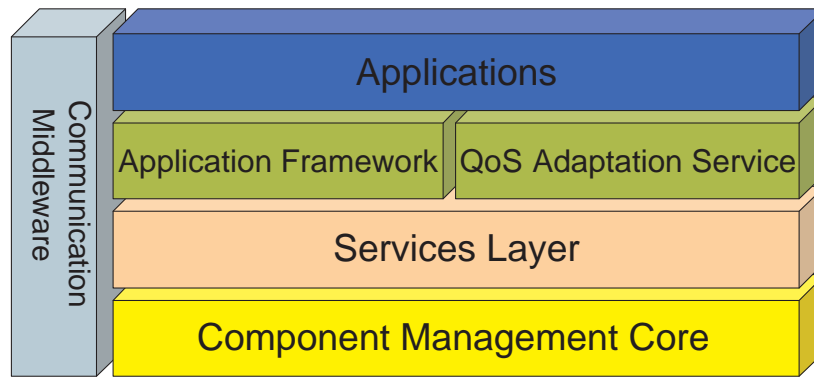 Communication
Middleware
Applications
Application Framework
QoS Adaptation Service
Services Layer
Component Management Core